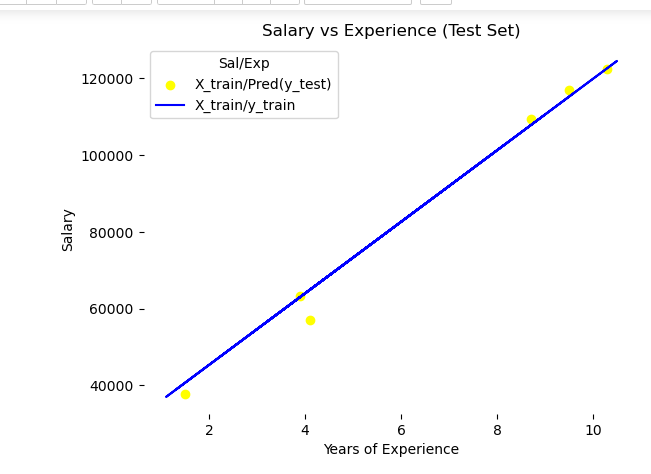 Salary vs Experience (Test Set)
Sal/Exp
X_train/Pred(y_test)
X_train/y_train
120000
100000
80000
60000
40000
Salary
2 4 6 8 10
Years of Experience